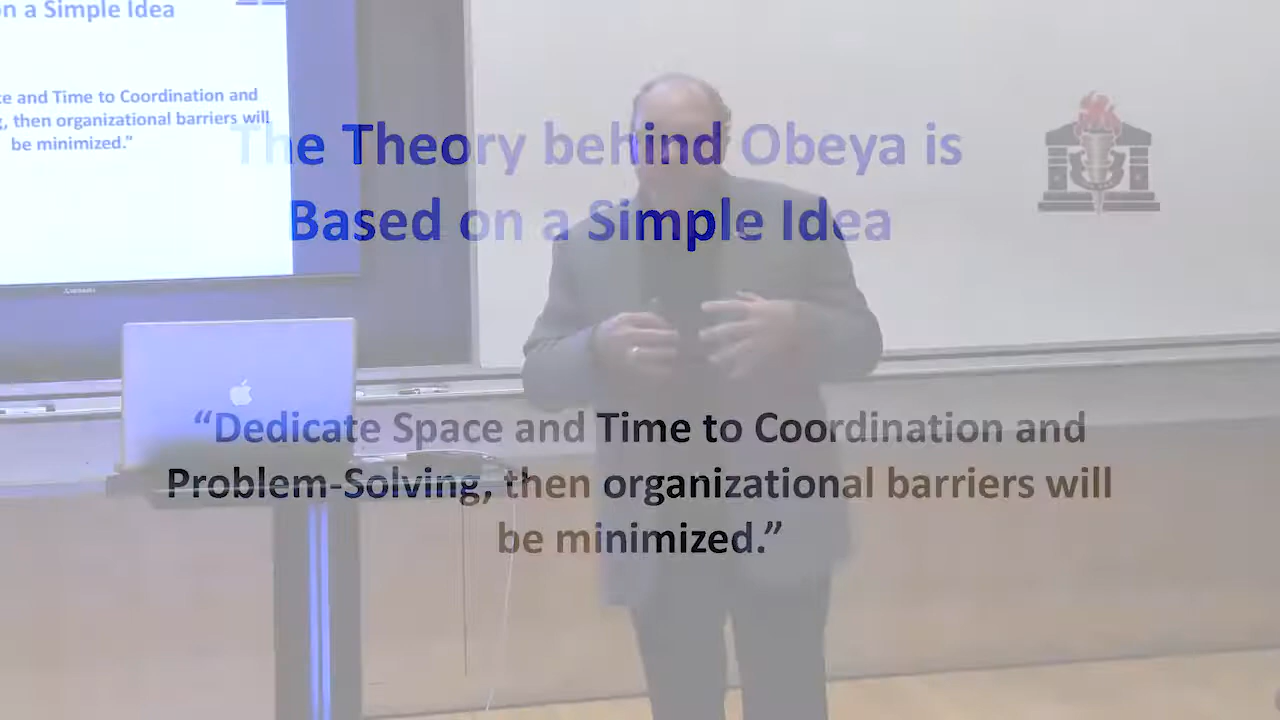 n a Simple Idea
e and Time to Coordination and
, then organizational barriers will
be minimized.”
The Theory behind Obeya is
Based on a Simple Idea
“Dedicate Space and Time to Coordination and
Problem-Solving, then organizational barriers will
be minimized.”